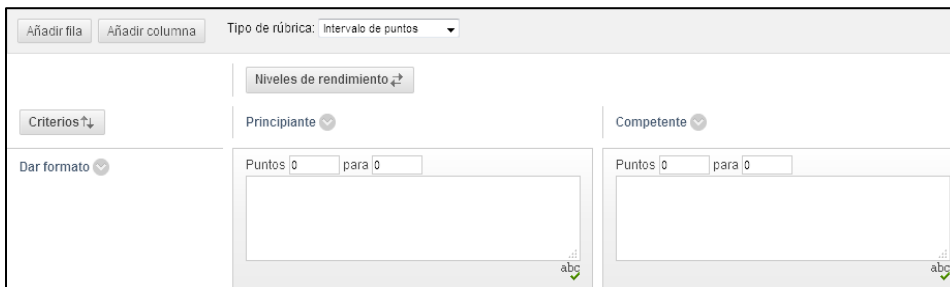 Añadir fila Añadir columna Tipo de rúbrica: Intervalo de puntos
Niveles de rendimiento
Criterios Principiante Competente
Dar formato Puntos 0 para 0 Puntos 0 para 0
abc abc